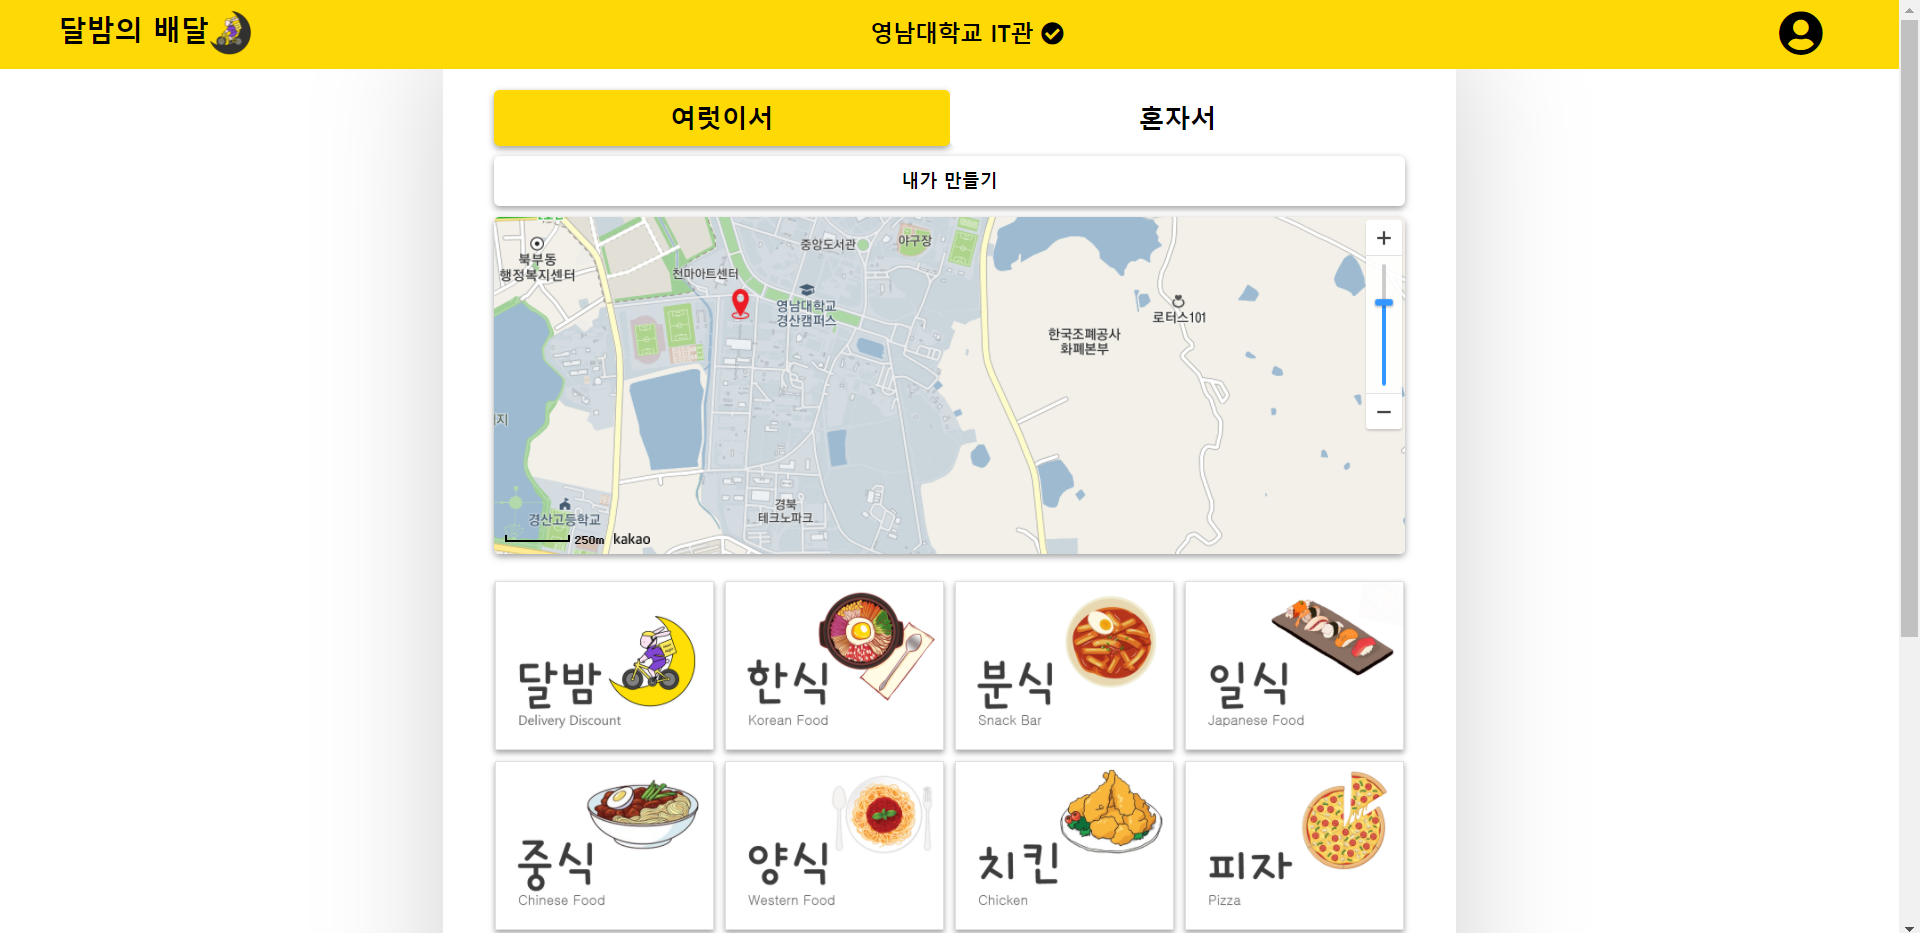 달밤의 배달
영남대학교 IT관
여럿이서
혼자서
내가 만들기
중앙도서관
야구장
북부동
행정복지센터
천마아트센터
영남대학교
경산캠퍼스
로터스101
한국조폐공사
화폐본부
지
경북
테크노파크
경산고등학교
250m kakao
달밤
Delivery Discount
한식
Korean Food
분식
Snack Bar
일식
Japanese Food
중식
Chinese Food
양식
Western Food
치킨
Chicken
피자
Pizza